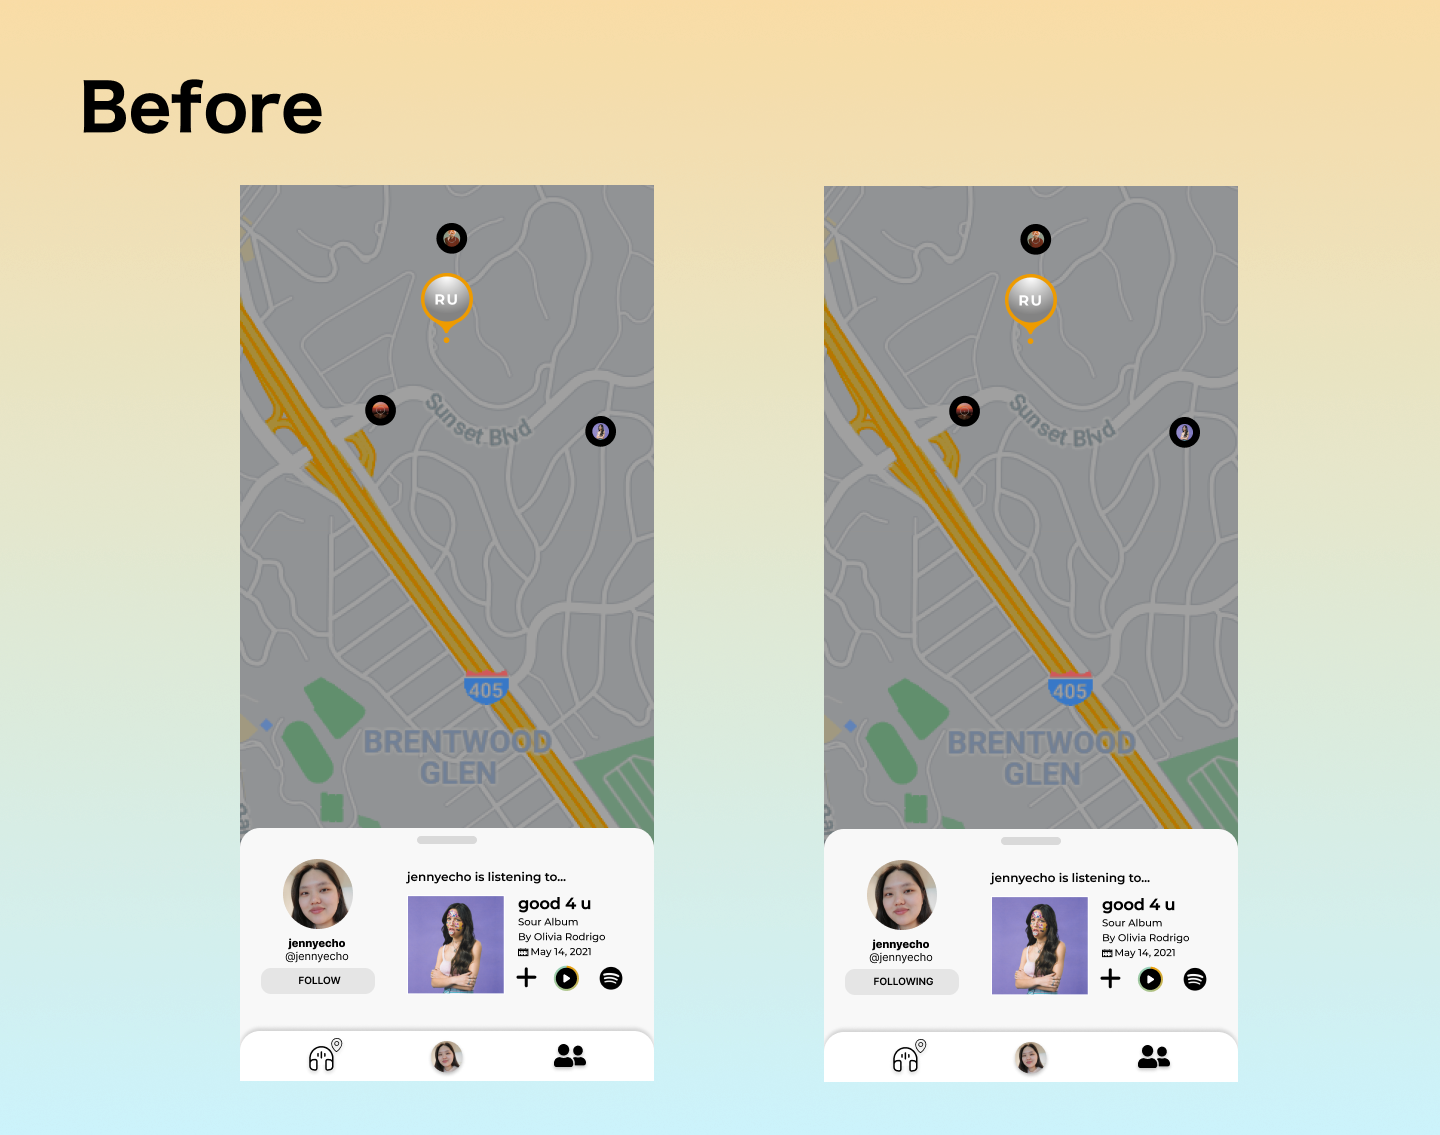 Before
RU
Sunset Blvd
405
BRENTWOOD
GLEN
jennyecho is listening to...
good 4 u
Sour Album
By Olivia Rodrigo
May 14, 2021
jennyecho
@jennyecho
FOLLOW
RU
Sunset Blvd
405
BRENTWOOD
GLEN
jennyecho is listening to...
good 4 u
Sour Album
By Olivia Rodrigo
May 14, 2021
jennyecho
@jennyecho
FOLLOWING